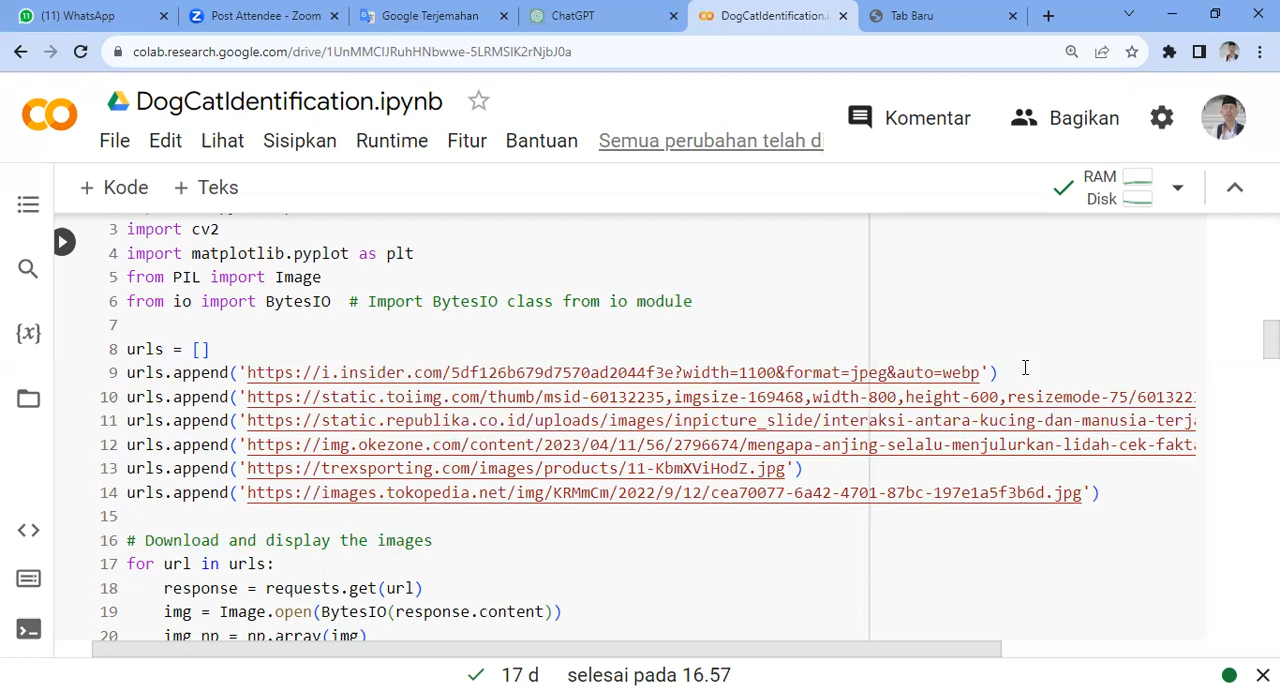 (11) WhatsApp
Post Attendee - Zoom
Google Terjemahan
ChatGPT
DogCatIdentification.i
Tab Baru
colab.research.google.com/drive/1UnMMCIJRuhHNbwwe-5LRMSIK2rNjbJ0a
DogCatIdentification.ipynb
Komentar
Bagikan
File Edit Lihat Sisipkan Runtime Fitur Bantuan Semua perubahan telah di
+ Kode + Teks
RAM
Disk
3 import cv2
4 import matplotlib.pyplot as plt
5 from PIL import Image
6 from io import BytesIO # Import BytesIO class from io module
7
8 urls = []
9 urls.append('https://i.insider.com/5df126b679d7570ad2044f3e?width=1100&format=jpeg&auto=webp')
10 urls.append('https://static.toiimg.com/thumb/msid-60132235,imgsize-169468,width-800,height-600,resizemode-75/6013223
11 urls.append('https://static.republika.co.id/uploads/images/inpicture_slide/interaksi-antara-kucing-dan-manusia-terja
12 urls.append('https://img.okezone.com/content/2023/04/11/56/2796674/mengapa-anjing-selalu-menjulurkan-lidah-cek-fakta
13 urls.append('https://trexsporting.com/images/products/11-KbmXViHodZ.jpg')
14 urls.append('https://images.tokopedia.net/img/KRMmCm/2022/9/12/cea70077-6a42-4701-87bc-197e1a5f3b6d.jpg')
15
16 # Download and display the images
17 for url in urls:
18 response = requests.get(url)
19 img = Image.open(BytesIO(response.content))
20 img_np = np.array(img)
17 d selesai pada 16.57